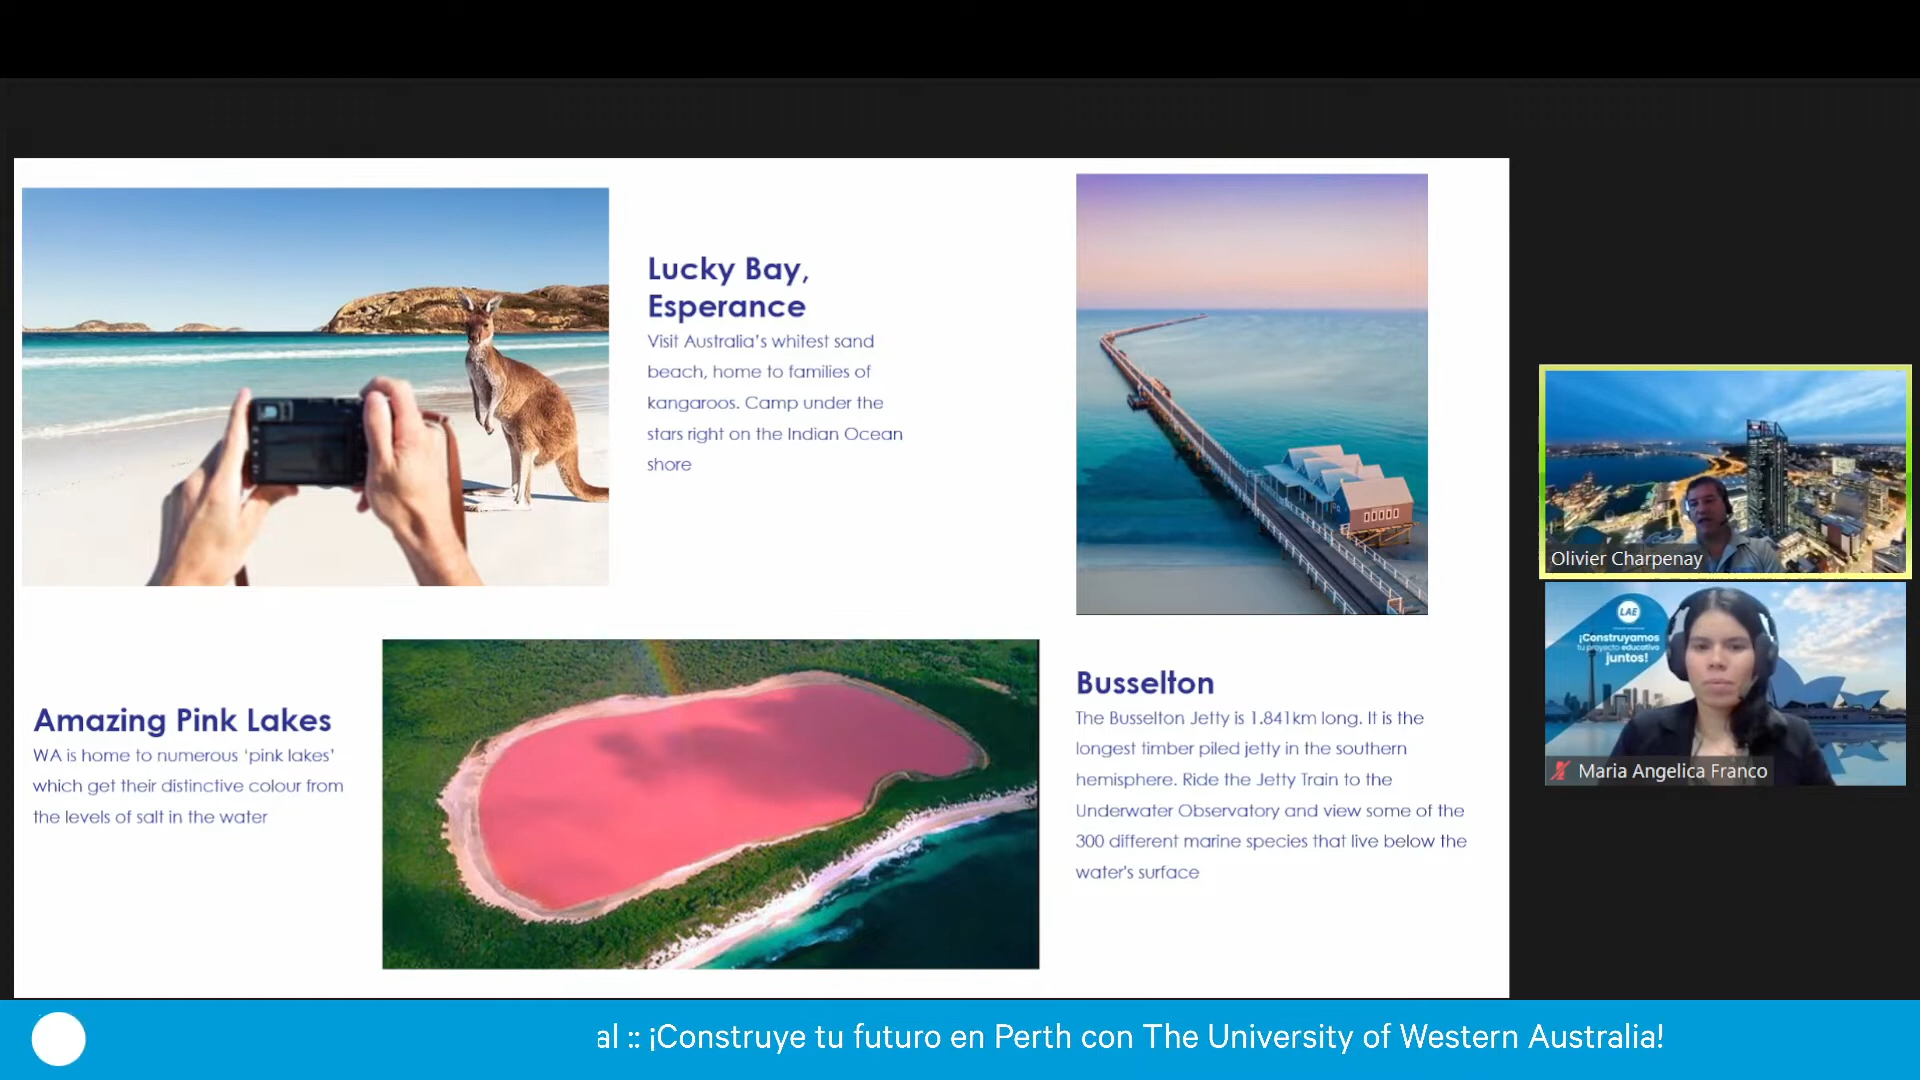 Lucky Bay,
Esperance
Visit Australia's whitest sand
beach, home to families of
kangaroos. Camp under the
stars right on the Indian Ocean
shore
Amazing Pink Lakes
WA is home to numerous ‘pink lakes’
which get their distinctive colour from
the levels of salt in the water
Busselton
The Busselton Jetty is 1.841km long. It is the
longest timber piled jetty in the southern
hemisphere. Ride the Jetty Train to the
Underwater Observatory and view some of the
300 different marine species that live below the
water's surface
Olivier Charpenay
LAE
¡Construyamos
tu proyecto educativo
juntos!
Maria Angelica Franco
al :: ¡Construye tu futuro en Perth con The University of Western Australia!